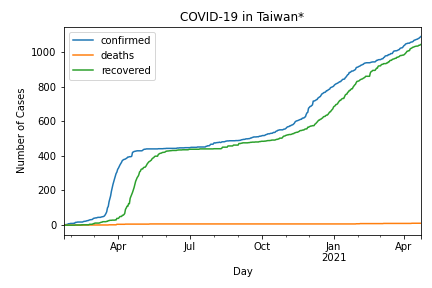 COVID-19 in Taiwan*
confirmed
deaths
recovered
Number of Cases
1000
800
600
400
200
0
Apr
Jul
Oct
Jan
2021
Apr
Day